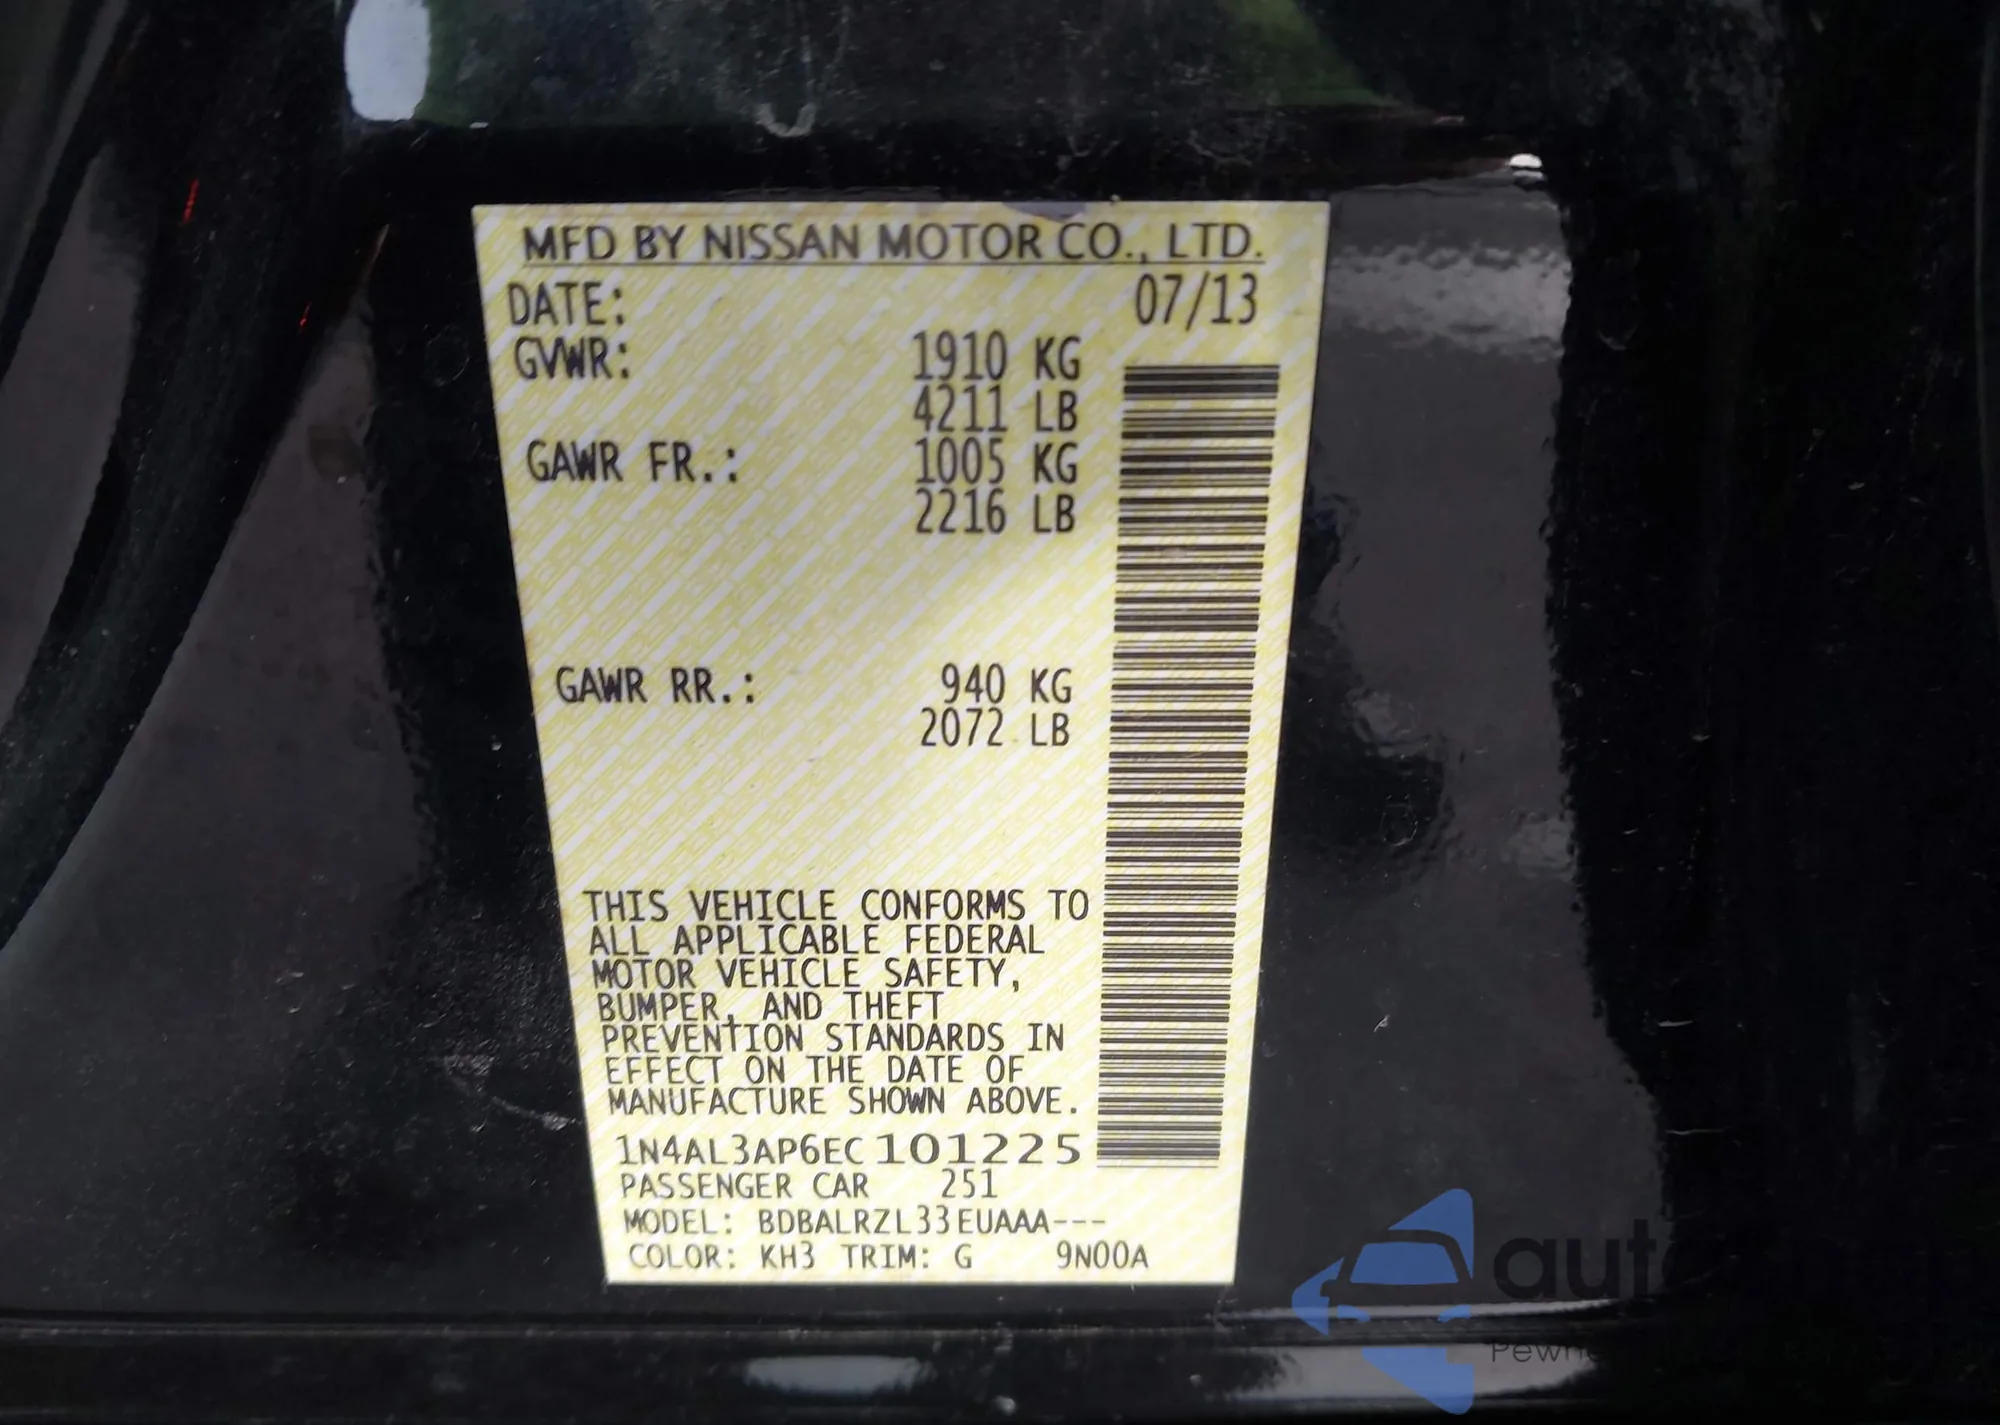 MFD BY NISSAN MOTOR CO., LTD.
DATE: 07/13
GVWR: 1910 KG
4211 LB
GAWR FR.: 1005 KG
2216 LB
GAWR RR.: 940 KG
2072 LB
THIS VEHICLE CONFORMS TO
ALL APPLICABLE FEDERAL
MOTOR VEHICLE SAFETY,
BUMPER, AND THEFT
PREVENTION STANDARDS IN
EFFECT ON THE DATE OF
MANUFACTURE SHOWN ABOVE.
1N4AL3AP6EC101225
PASSENGER CAR 251
MODEL: BDBALRZL33EUAAA---
COLOR: KH3 TRIM: G 9N00A